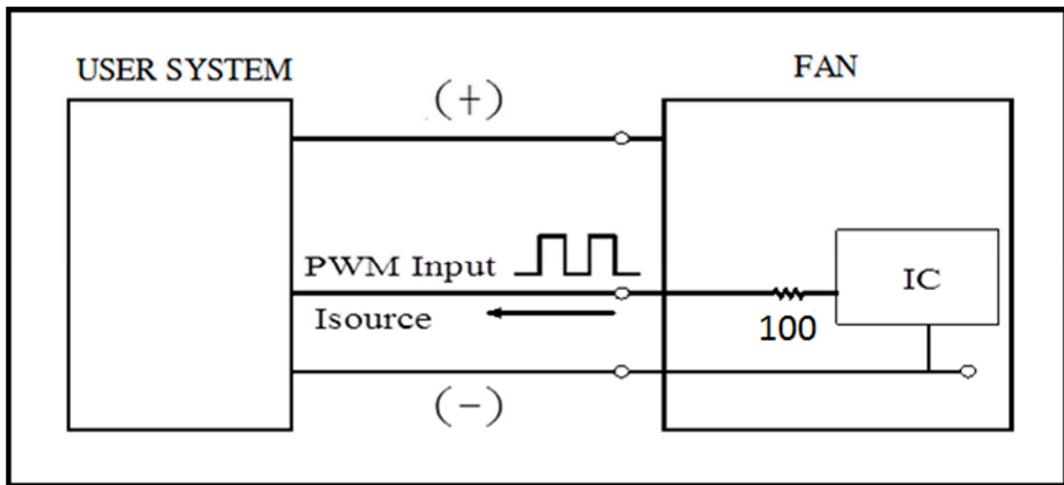 USER SYSTEM
FAN
(+)
PWM Input
IC
Isource
100
(-)